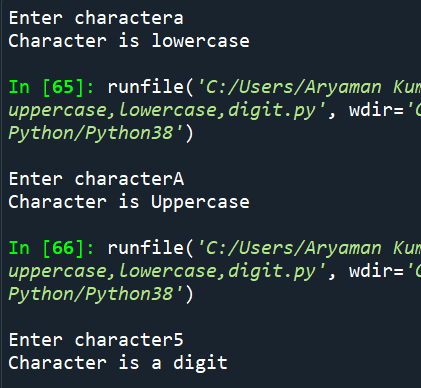 Enter charactera
Character is lowercase
In [65]: runfile('C:/Users/Aryaman Kum
uppercase,lowercase,digit.py', wdir='C
Python/Python38')
Enter characterA
Character is Uppercase
In [66]: runfile('C:/Users/Aryaman Kum
uppercase,lowercase,digit.py', wdir='C
Python/Python38')
Enter character5
Character is a digit